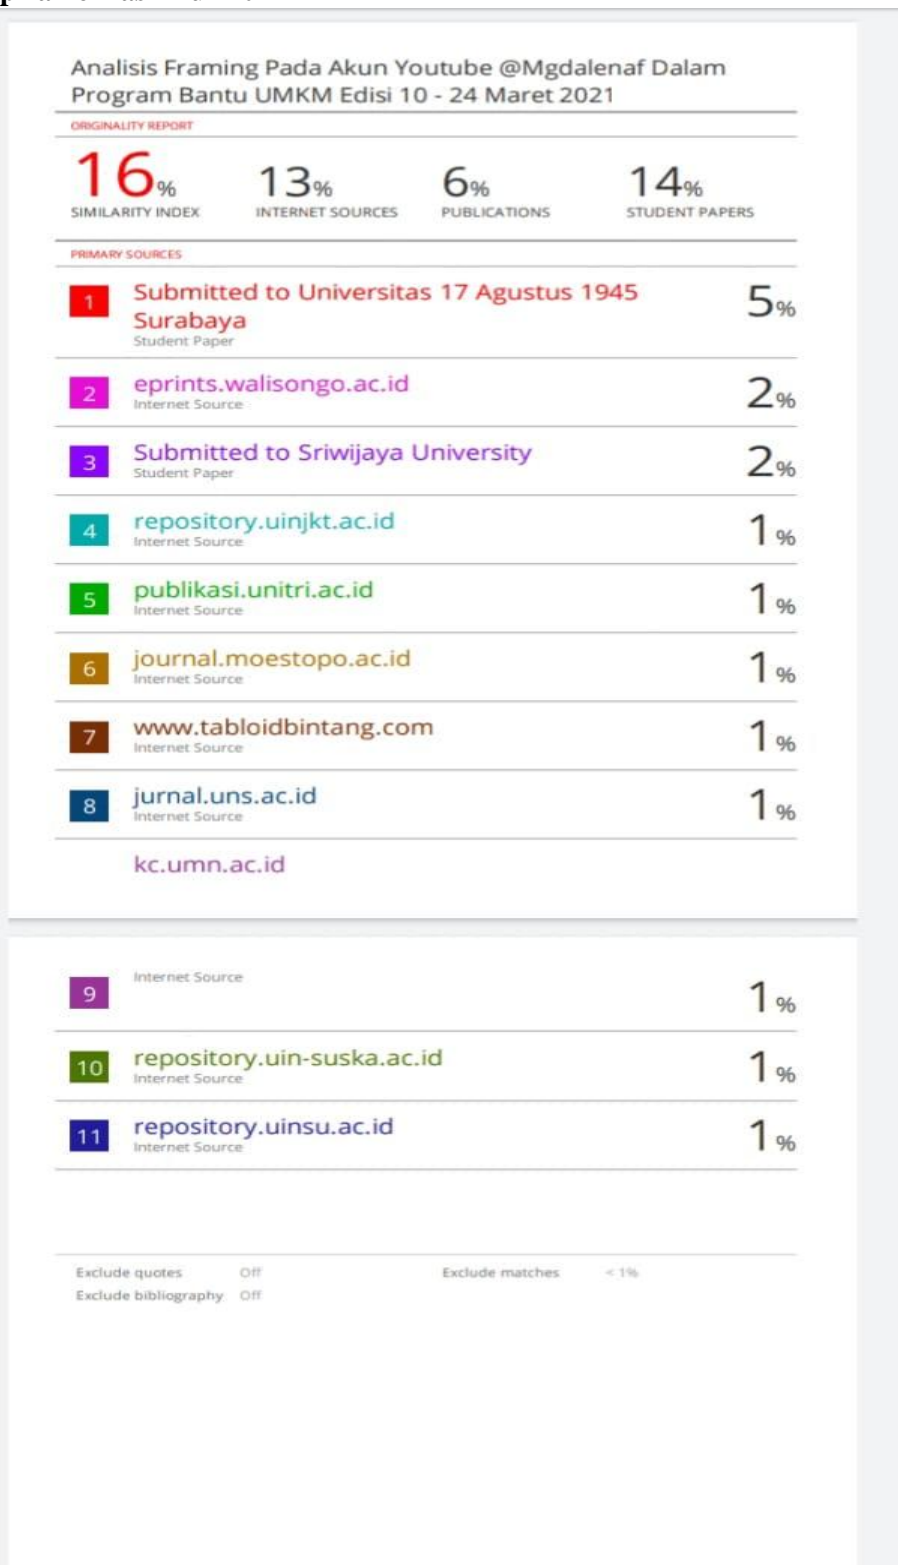 Analisis Framing Pada Akun Youtube @Mgdalenaf Dalam
Program Bantu UMKM Edisi 10 - 24 Maret 2021
ORIGINALITY REPORT
16% 13% 6% 14%
SIMILARITY INDEX INTERNET SOURCES PUBLICATIONS STUDENT PAPERS
PRIMARY SOURCES
1 Submitted to Universitas 17 Agustus 1945
Surabaya 5%
Student Paper
2 eprints.walisongo.ac.id 2%
Internet Source
3 Submitted to Sriwijaya University 2%
Student Paper
4 repository.uinjkt.ac.id 1%
Internet Source
5 publikasi.unitri.ac.id 1%
Internet Source
6 journal.moestopo.ac.id 1%
Internet Source
7 www.tabloidbintang.com 1%
Internet Source
8 jurnal.uns.ac.id 1%
Internet Source
kc.umn.ac.id
9 Internet Source 1%
10 repository.uin-suska.ac.id 1%
Internet Source
11 repository.uinsu.ac.id 1%
Internet Source
Exclude quotes Off Exclude matches < 1%
Exclude bibliography Off